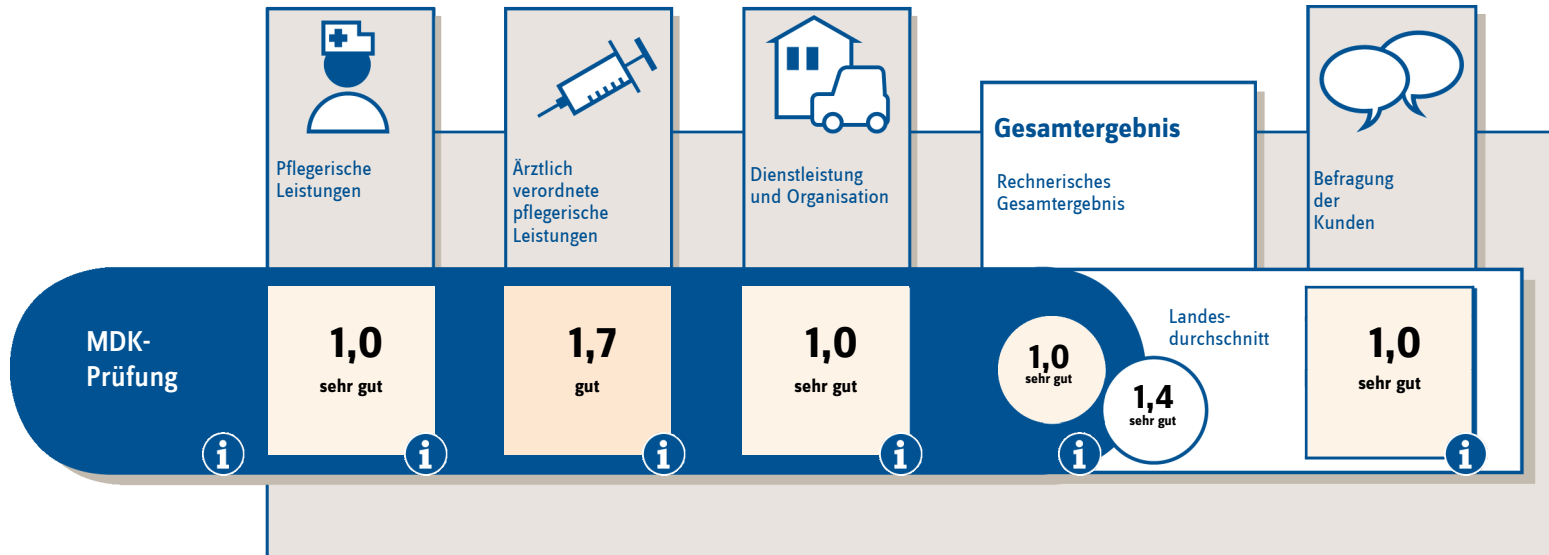 Pflegerische
Leistungen
Ärztlich
verordnete
pflegerische
Leistungen
Dienstleistung
und Organisation
Gesamtergebnis
Rechnerisches
Gesamtergebnis
Befragung
der
Kunden
MDK-
Prüfung
1,0
sehr gut
1,7
gut
1,0
sehr gut
1,0
sehr gut
Landes-
durchschnitt
1,4
sehr gut
1,0
sehr gut
i
i
i
i
i
i